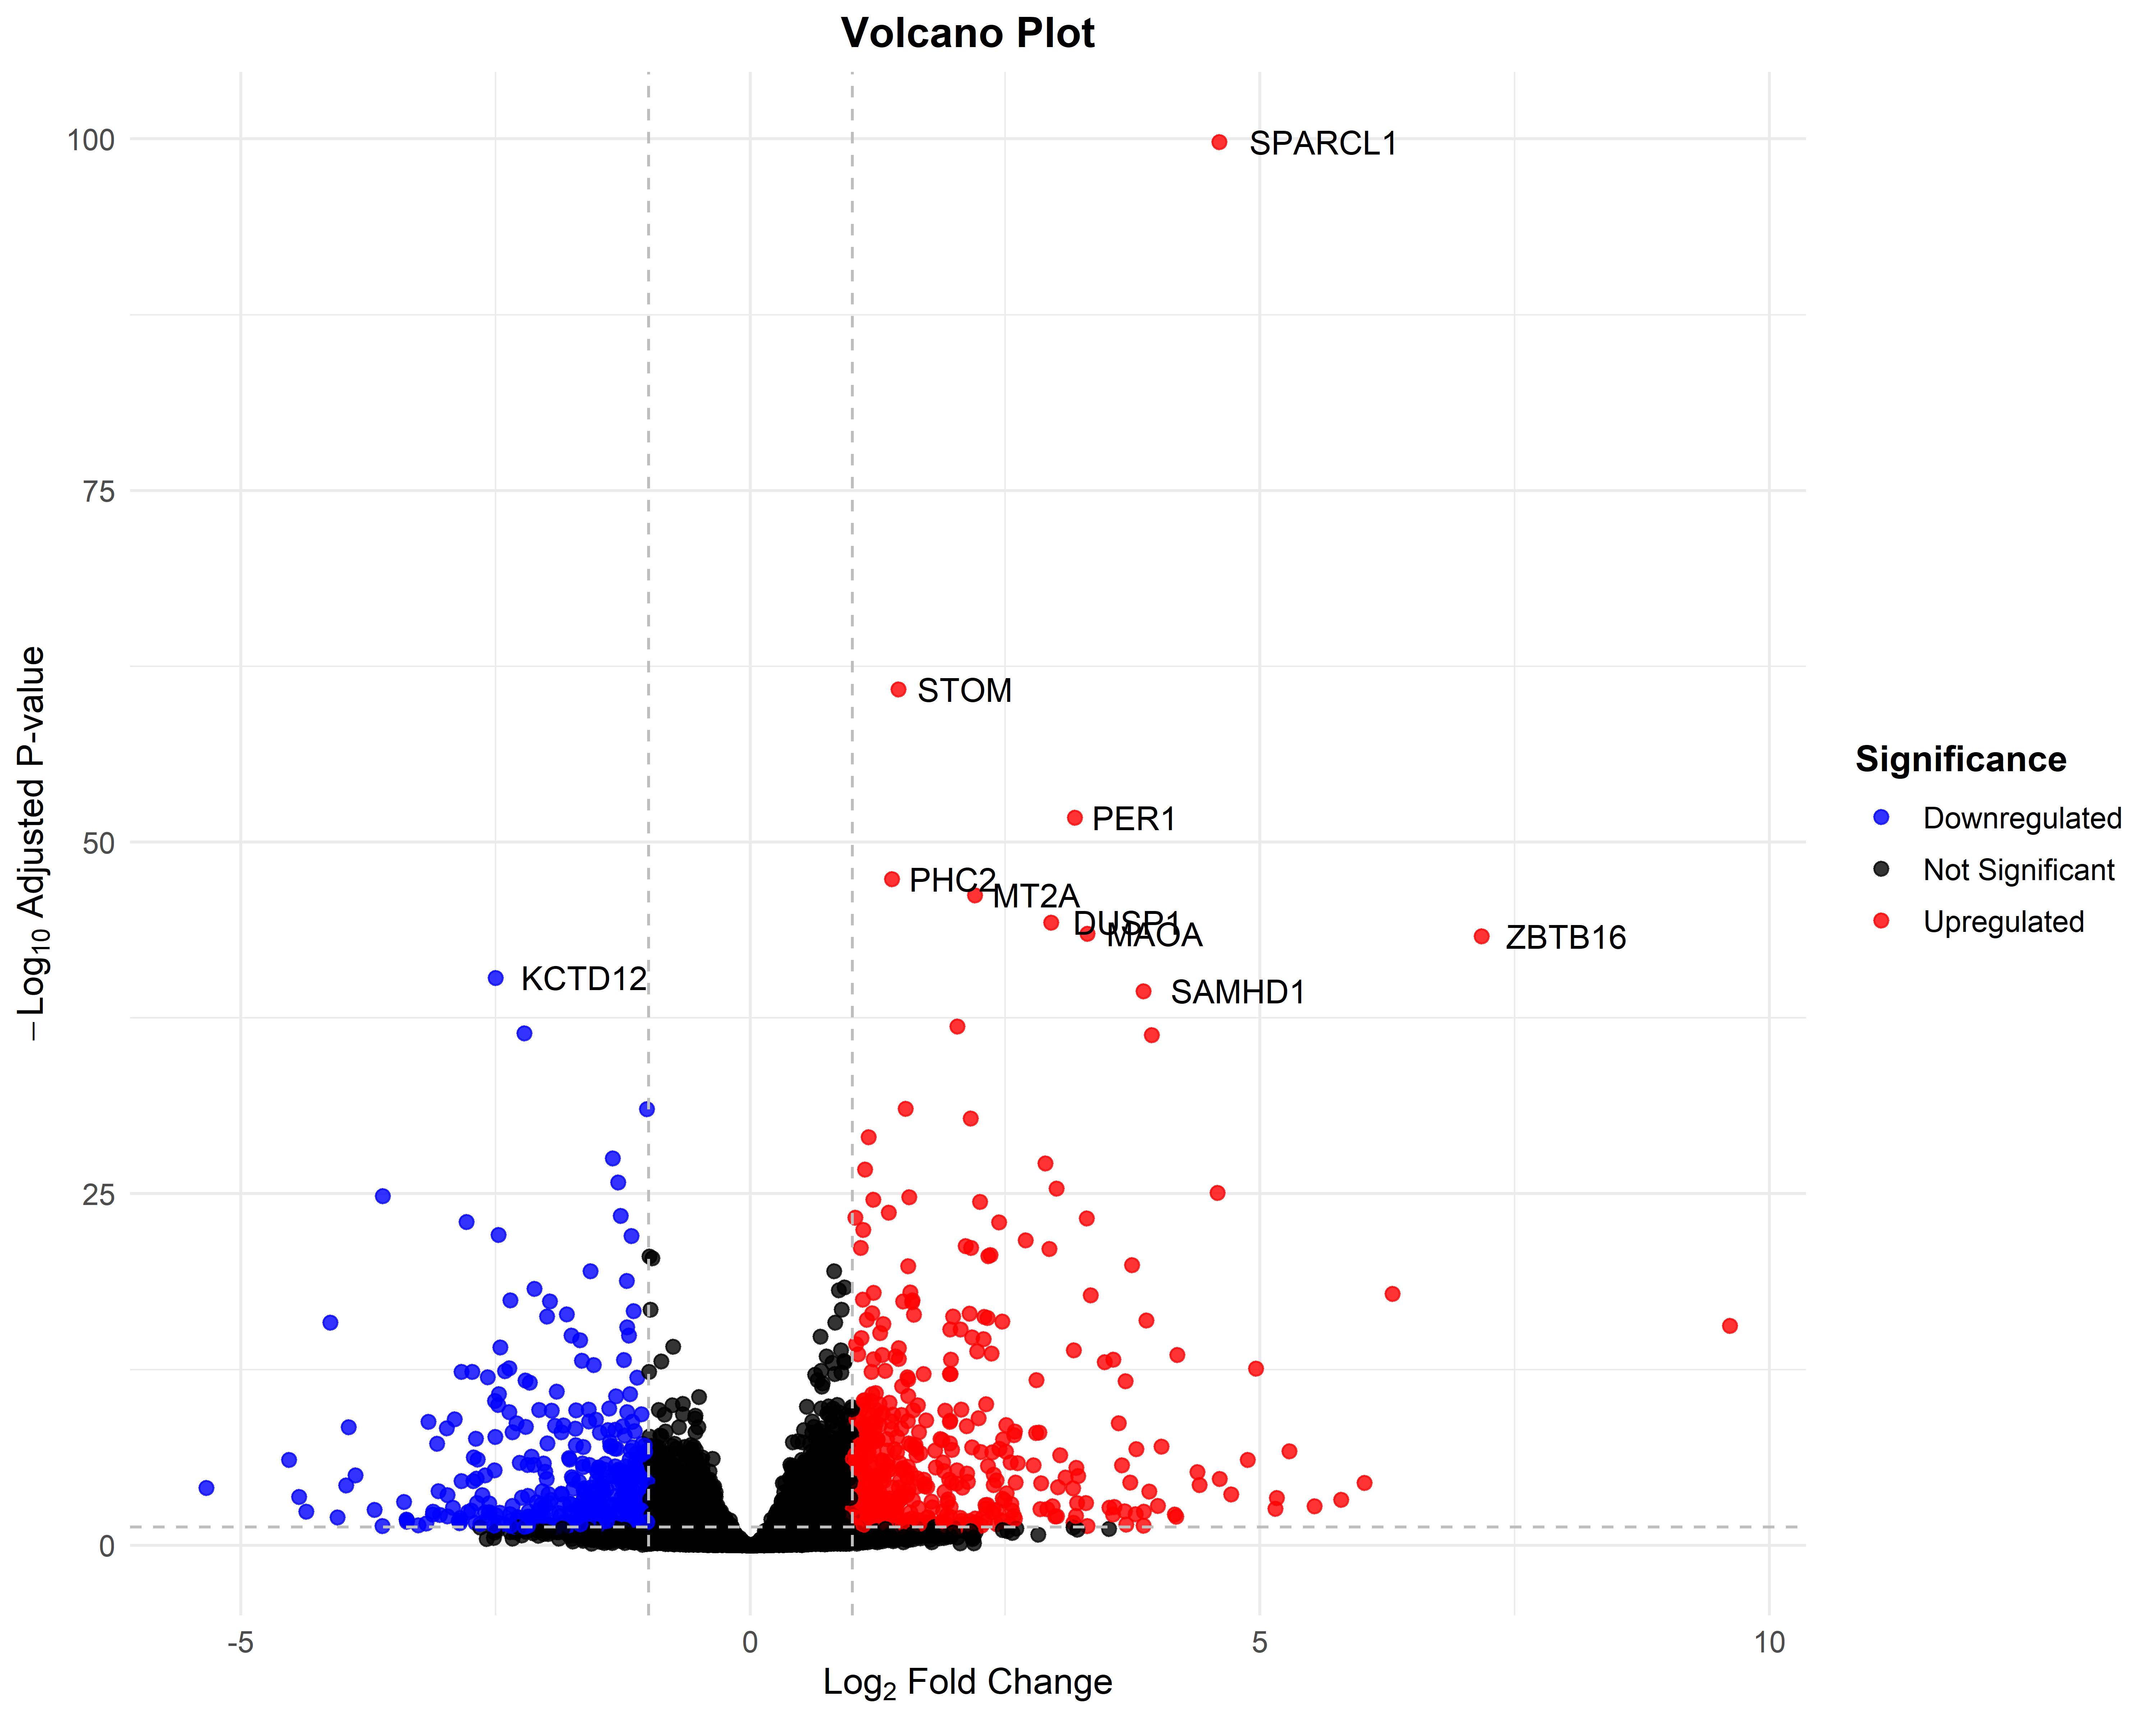 Volcano Plot
100
75
50
25
0
−Log10 Adjusted P-value
SPARCL1
STOM
PER1
PHC2
MT2A
DUSP1
MAOA
ZBTB16
KCTD12
SAMHD1
-5
0
5
10
Log2 Fold Change
Significance
Downregulated
Not Significant
Upregulated